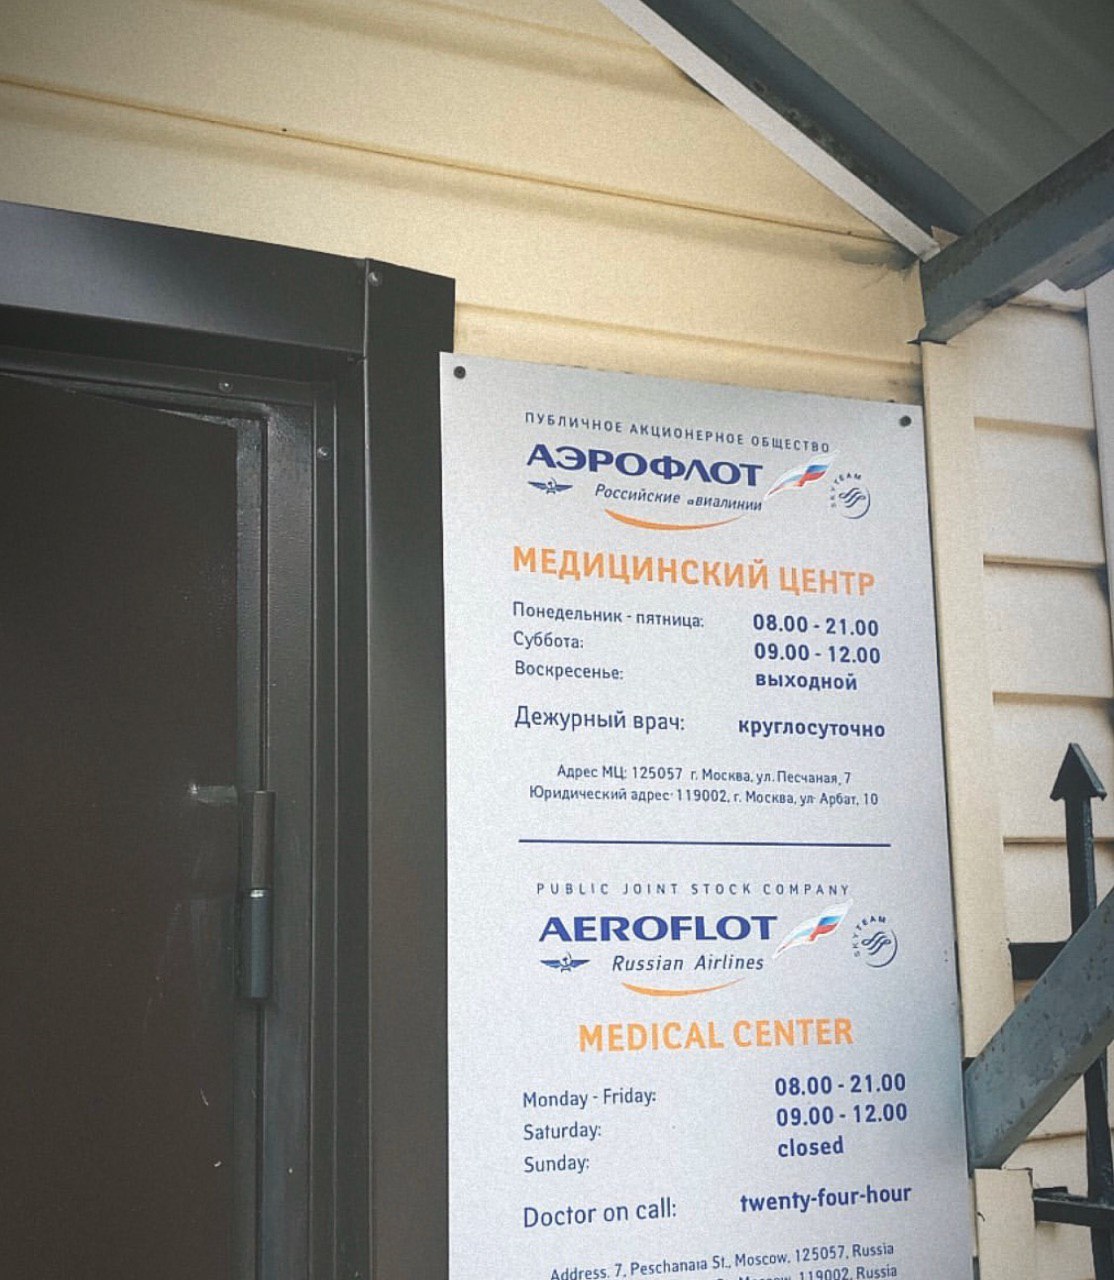 ПУБЛИЧНОЕ АКЦИОНЕРНОЕ ОБЩЕСТВО
АЭРОФЛОТ
Российские авиалинии
SKYTEAM
МЕДИЦИНСКИЙ ЦЕНТР
Понедельник - пятница: 08.00 - 21.00
Суббота: 09.00 - 12.00
Воскресенье: выходной
Дежурный врач: круглосуточно
Адрес МЦ: 125057 г. Москва, ул. Песчаная, 7
Юридический адрес: 119002, г. Москва, ул. Арбат, 10
PUBLIC JOINT STOCK COMPANY
AEROFLOT
Russian Airlines
SKYTEAM
MEDICAL CENTER
Monday - Friday: 08.00 - 21.00
Saturday: 09.00 - 12.00
Sunday: closed
Doctor on call: twenty-four-hour
Address. 7, Peschanaia St., Moscow, 125057, Russia
Moscow, 119002, Russia